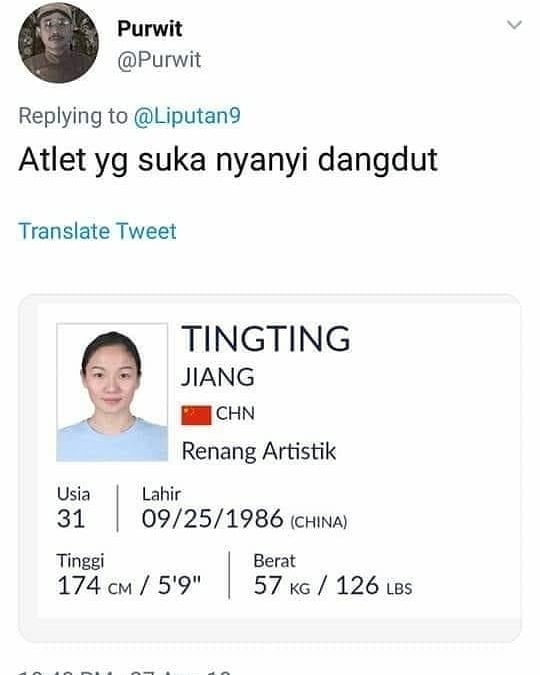 Purwit
@Purwit
Replying to @Liputan9
Atlet yg suka nyanyi dangdut
Translate Tweet
TINGTING
JIANG
CHN
Renang Artistik
Usia Lahir
31 09/25/1986 (CHINA)
Tinggi Berat
174 CM / 5'9" 57 KG / 126 LBS